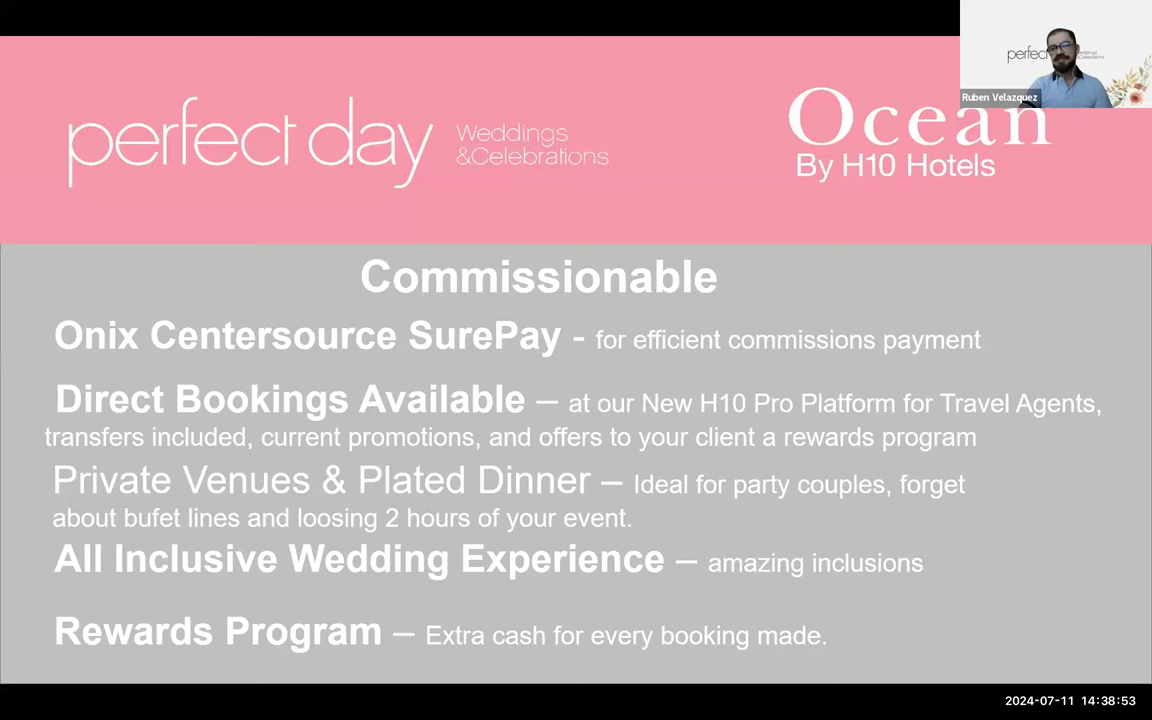 perfect
Weddings
&Celebrations
Ruben Velazquez
perfect day
Weddings
&Celebrations
Ocean
By H10 Hotels
Commissionable
Onix Centersource SurePay - for efficient commissions payment
Direct Bookings Available – at our New H10 Pro Platform for Travel Agents,
transfers included, current promotions, and offers to your client a rewards program
Private Venues & Plated Dinner – Ideal for party couples, forget
about bufet lines and loosing 2 hours of your event.
All Inclusive Wedding Experience – amazing inclusions
Rewards Program – Extra cash for every booking made.
2024-07-11 14:38:53